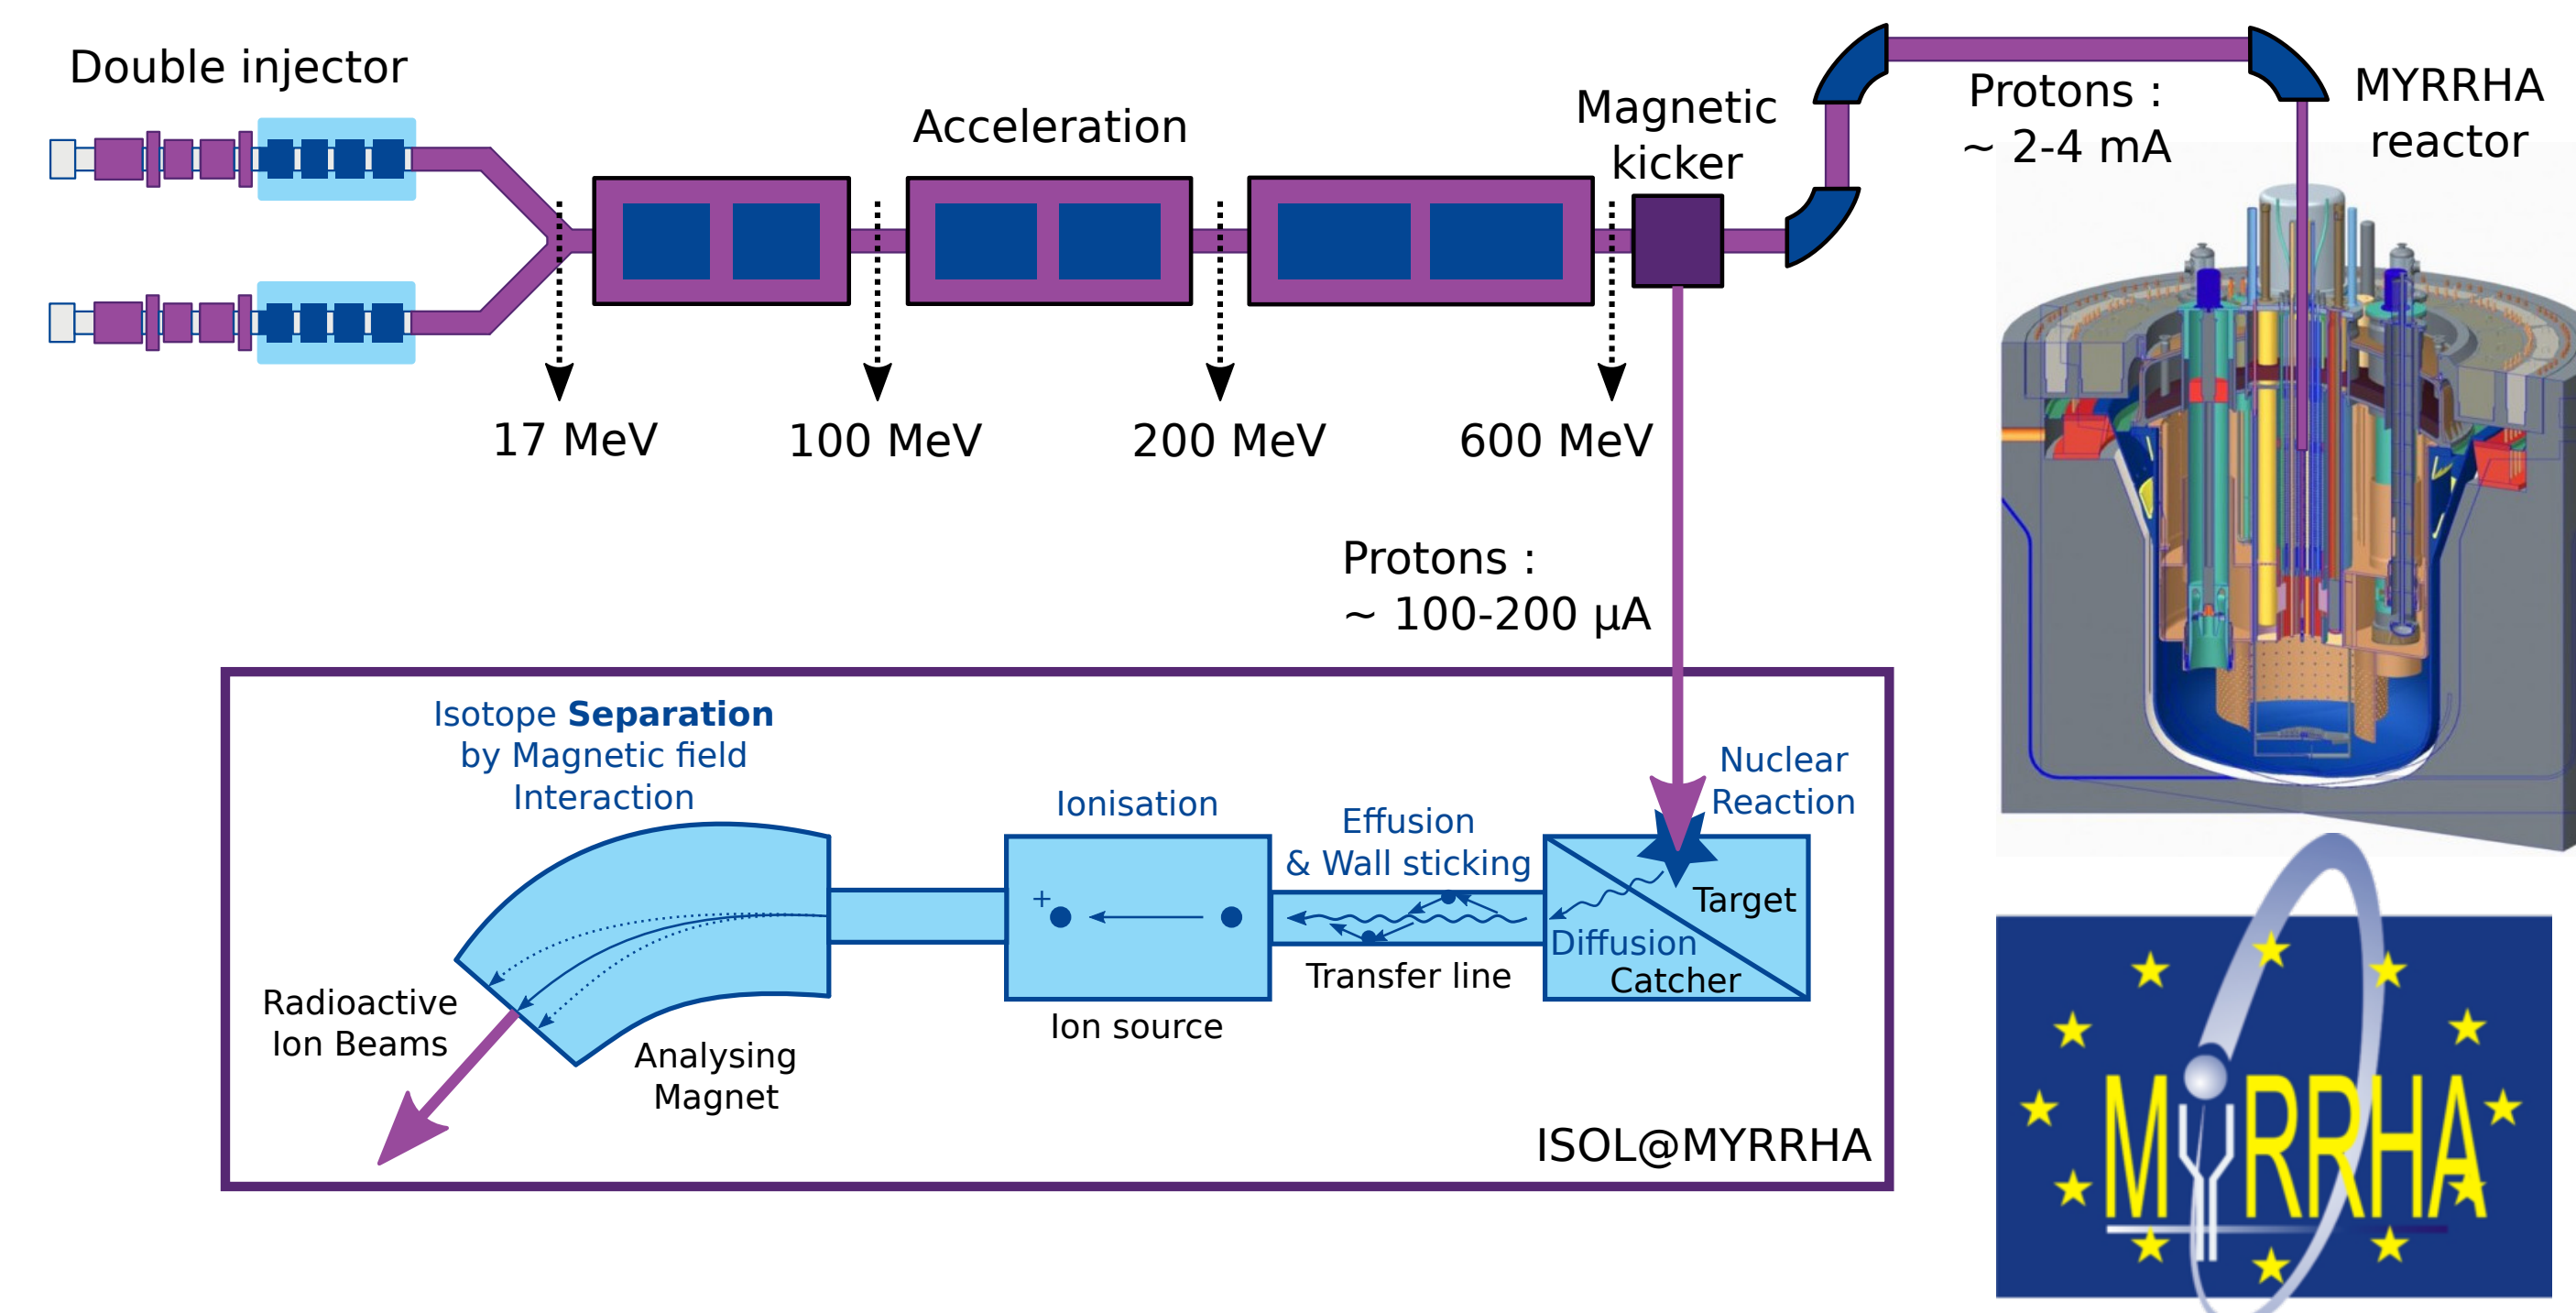 Double injector
Acceleration
Magnetic
kicker
Protons :
~ 2-4 mA
MYRRHA
reactor
17 MeV
100 MeV
200 MeV
600 MeV
Protons :
~ 100-200 µA
Isotope Separation
by Magnetic field
Interaction
Ionisation
Effusion
& Wall sticking
Nuclear
Reaction
+
Target
Diffusion
Catcher
Transfer line
Ion source
Radioactive
Ion Beams
Analysing
Magnet
ISOL@MYRRHA
MYRRHA